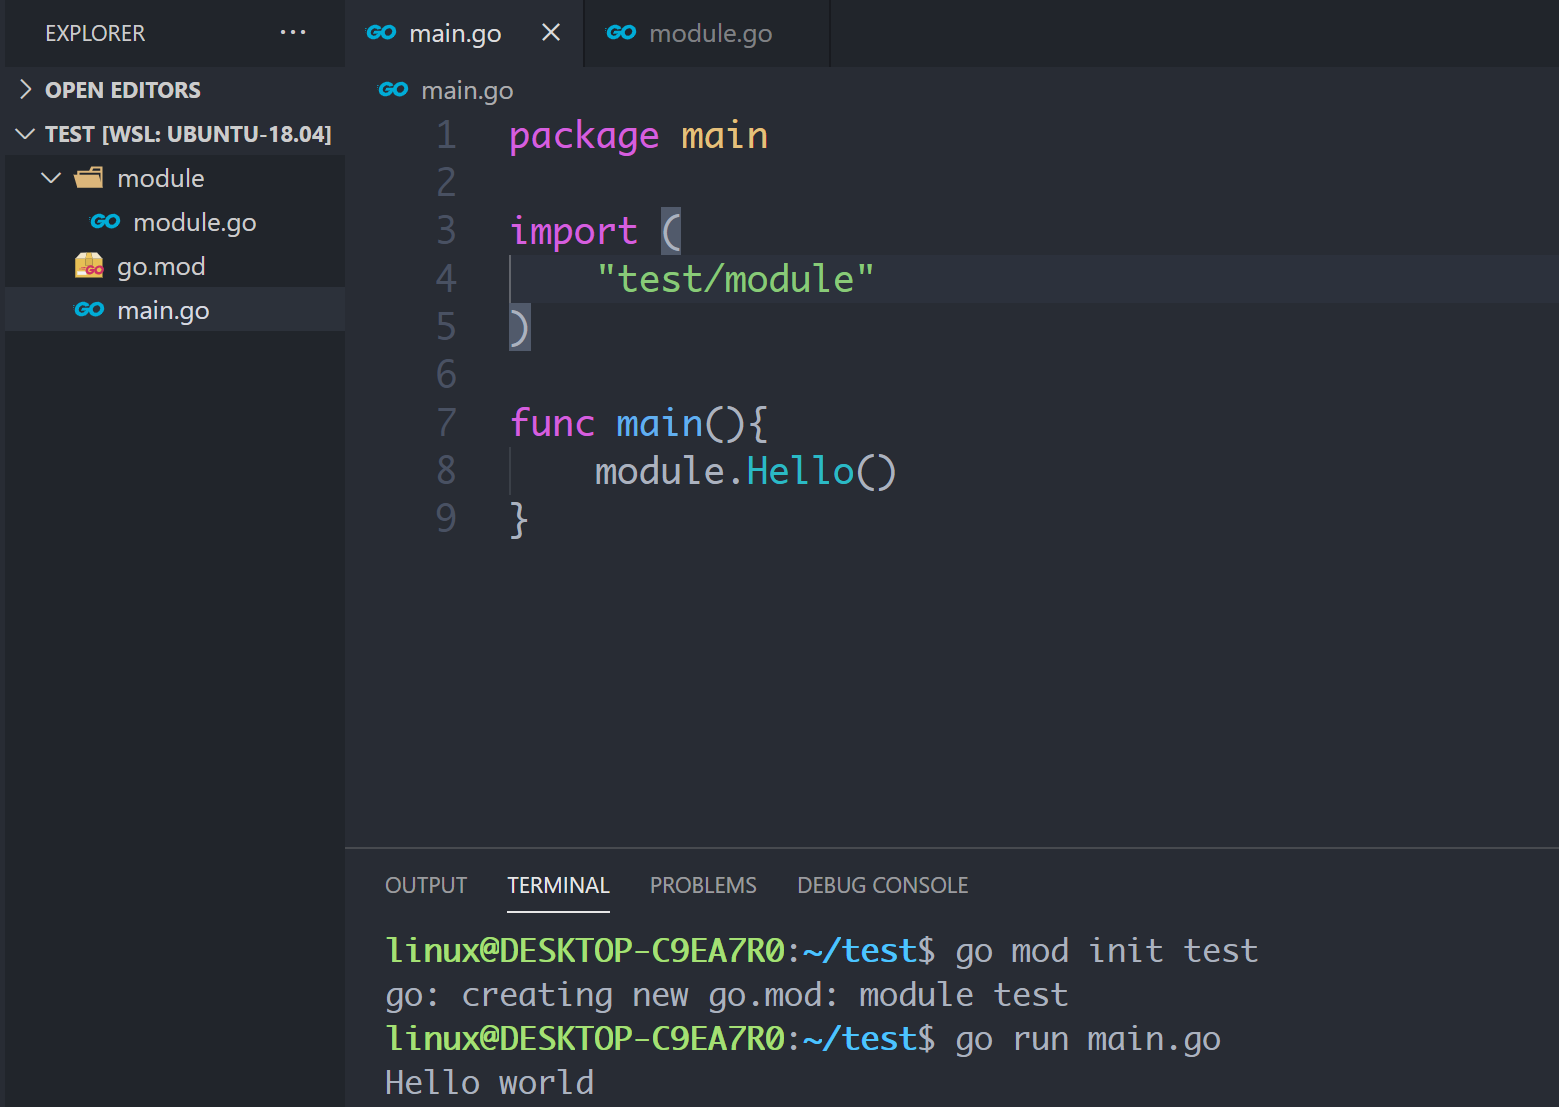 EXPLORER ···
OPEN EDITORS
TEST [WSL: UBUNTU-18.04]
module
GO module.go
GO go.mod
GO main.go
GO main.go
GO module.go
GO main.go
1 package main
2
3 import (
4 "test/module"
5 )
6
7 func main(){
8 module.Hello()
9 }
OUTPUT TERMINAL PROBLEMS DEBUG CONSOLE
linux@DESKTOP-C9EA7R0:~/test$ go mod init test
go: creating new go.mod: module test
linux@DESKTOP-C9EA7R0:~/test$ go run main.go
Hello world